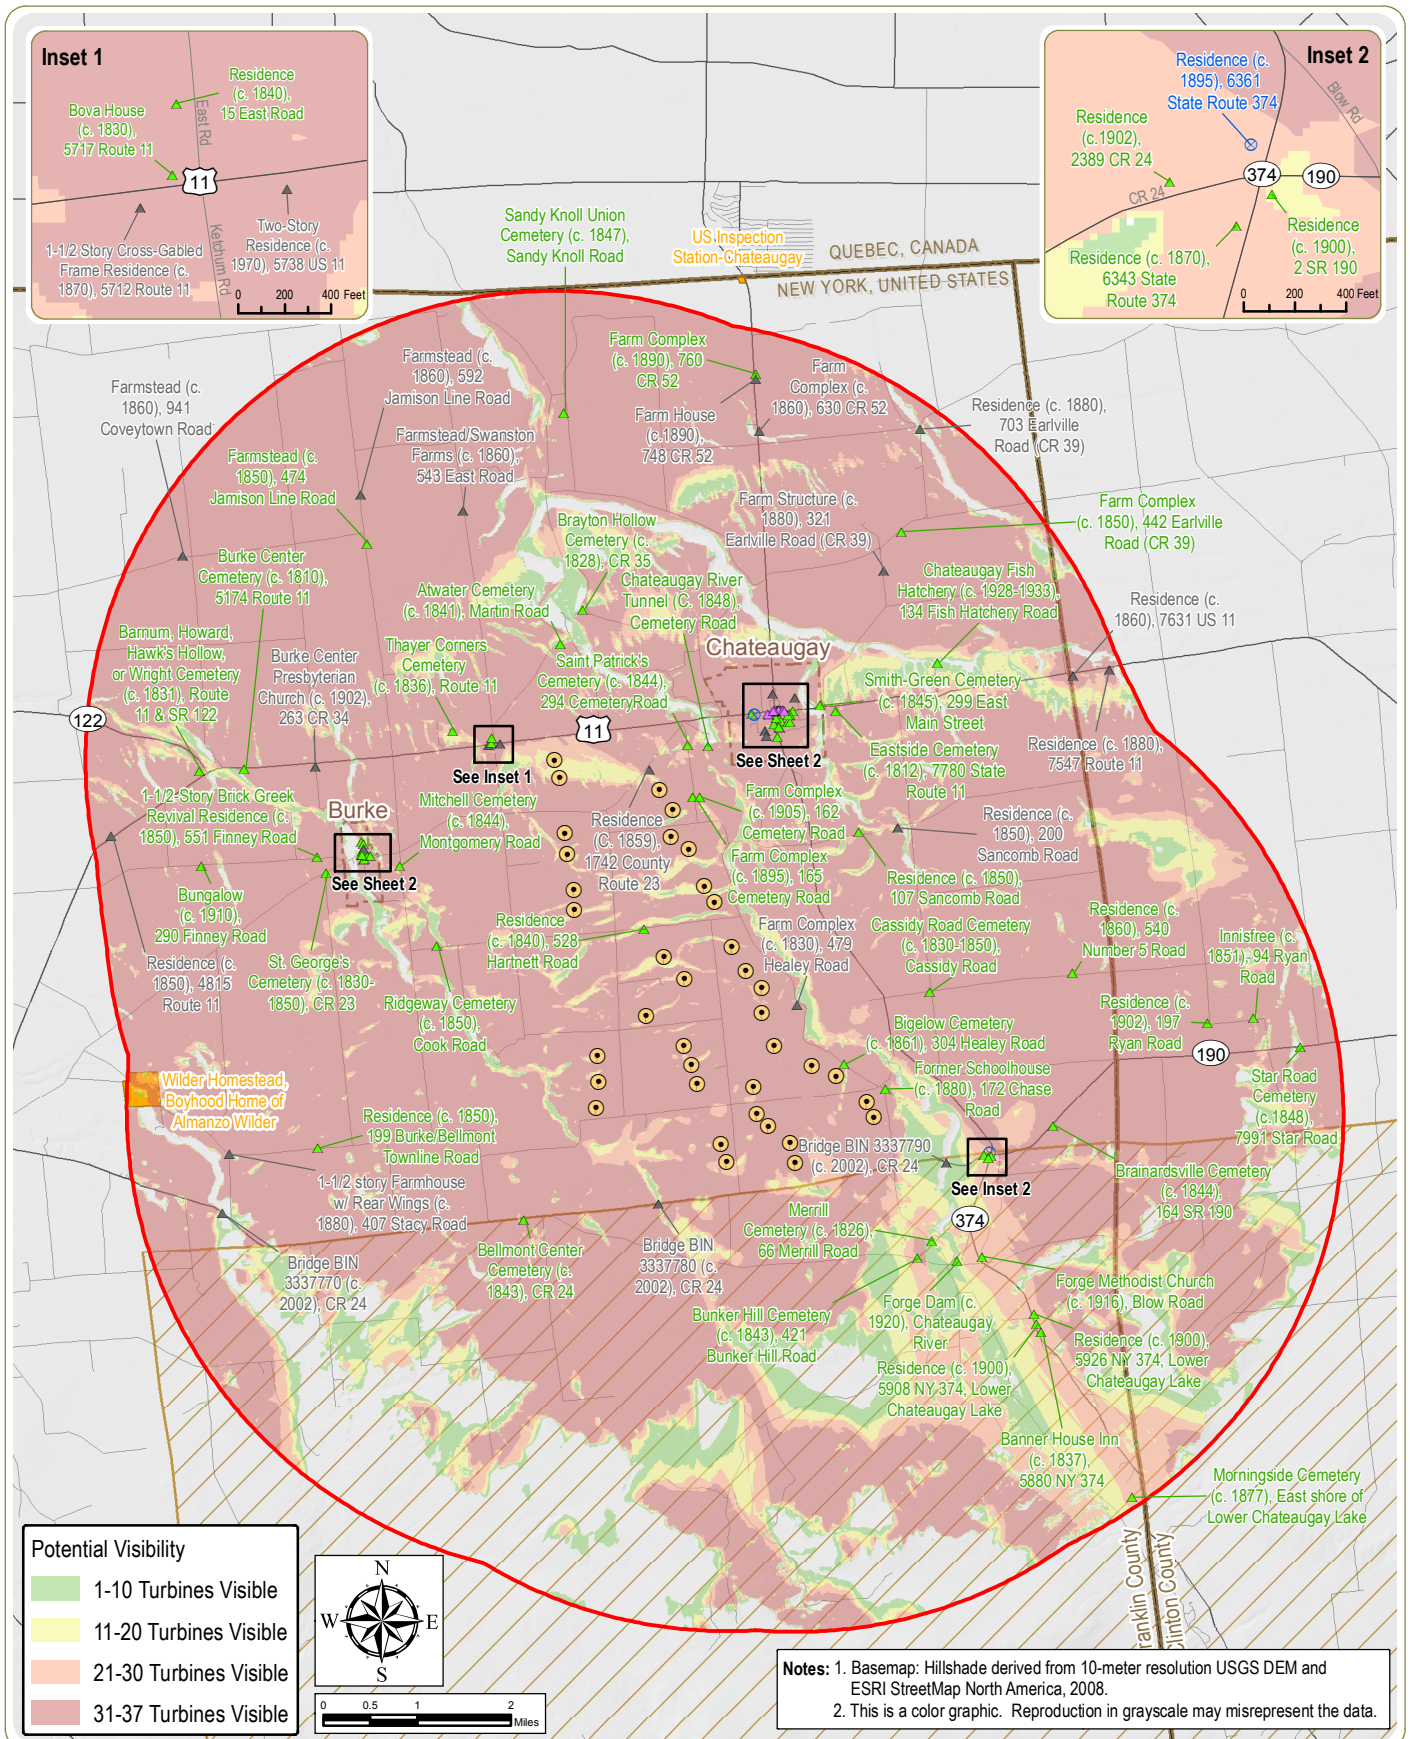 Inset 1
Residence
(c. 1840),
15 East Road
Bova House
(c. 1830),
5717 Route 11
East Rd
11
Ketchum Rd
1-1/2 Story Cross-Gabled
Frame Residence (c.
1870), 5712 Route 11
Two-Story
Residence (c.
1970), 5738 US 11
0 200 400 Feet
Inset 2
Residence (c.
1895), 6361
State Route 374
Blow Rd
Residence
(c.1902),
2389 CR 24
CR 24
374
190
Residence (c. 1870),
6343 State
Route 374
Residence
(c. 1900),
2 SR 190
0 200 400 Feet
Sandy Knoll Union
Cemetery (c. 1847),
Sandy Knoll Road
US Inspection
Station-Chateaugay
QUEBEC, CANADA
NEW YORK, UNITED STATES
Farmstead (c.
1860), 941
Coveytown Road
Farmstead (c.
1860), 592
Jamison Line Road
Farm Complex
(c. 1890), 760
CR 52
Farm
Complex (c.
1860), 630 CR 52
Farm House
(c.1890),
748 CR 52
Residence (c. 1880),
703 Earlville
Road (CR 39)
Farmstead/Swanston
Farms (c. 1860),
543 East Road
Farmstead (c.
1850), 474
Jamison Line Road
Farm Structure (c.
1880), 321
Earlville Road (CR 39)
Farm Complex
(c. 1850), 442 Earlville
Road (CR 39)
Brayton Hollow
Cemetery (c.
1828), CR 35
Burke Center
Cemetery (c. 1810),
5174 Route 11
Atwater Cemetery
(c. 1841), Martin Road
Chateaugay River
Tunnel (C. 1848),
Cemetery Road
Chateaugay Fish
Hatchery (c. 1928-1933),
134 Fish Hatchery Road
Residence (c.
1860), 7631 US 11
Barnum, Howard,
Hawk's Hollow,
or Wright Cemetery
(c. 1831), Route
11 & SR 122
Burke Center
Presbyterian
Church (c. 1902),
263 CR 34
Thayer Corners
Cemetery
(c. 1836), Route 11
Saint Patrick's
Cemetery (c. 1844),
294 CemeteryRoad
Chateaugay
Smith-Green Cemetery
(c. 1845), 299 East
Main Street
122
11
See Inset 1
See Sheet 2
Eastside Cemetery
(c. 1812), 7780 State
Route 11
Residence (c. 1880),
7547 Route 11
1-1/2-Story Brick Greek
Revival Residence (c.
1850), 551 Finney Road
Burke
See Sheet 2
Mitchell Cemetery
(c. 1844),
Montgomery Road
Residence
(C. 1859),
1742 County
Route 23
Farm Complex
(c. 1905), 162
Cemetery Road
Farm Complex
(c. 1895), 165
Cemetery Road
Residence (c.
1850), 200
Sancomb Road
Residence (c. 1850),
107 Sancomb Road
Bungalow
(c. 1910),
290 Finney Road
Residence (c.
1850), 4815
Route 11
St. George's
Cemetery (c. 1830-
1850), CR 23
Ridgeway Cemetery
(c. 1850),
Cook Road
Residence
(c. 1840), 528
Hartnett Road
Farm Complex
(c. 1830), 479
Healey Road
Cassidy Road Cemetery
(c. 1830-1850),
Cassidy Road
Residence (c.
1860), 540
Number 5 Road
Innisfree (c.
1851), 94 Ryan
Road
Residence (c.
1902), 197
Ryan Road
190
Bigelow Cemetery
(c. 1861), 304 Healey Road
Former Schoolhouse
(c. 1880), 172 Chase
Road
Star Road
Cemetery
(c.1848),
7991 Star Road
Wilder Homestead,
Boyhood Home of
Almanzo Wilder
Residence (c. 1850),
199 Burke/Bellmont
Townline Road
1-1/2 story Farmhouse
w/ Rear Wings (c.
1880), 407 Stacy Road
Bridge BIN 3337790
(c. 2002), CR 24
See Inset 2
374
Brainardsville Cemetery
(c. 1844),
164 SR 190
Merrill
Cemetery (c. 1826),
66 Merrill Road
Bridge BIN
3337770 (c.
2002), CR 24
Bellmont Center
Cemetery (c.
1843), CR 24
Bridge BIN
3337780 (c.
2002), CR 24
Bunker Hill Cemetery
(c. 1843), 421
Bunker Hill Road
Forge Dam (c.
1920), Chateaugay
River
Forge Methodist Church
(c. 1916), Blow Road
Residence (c. 1900),
5926 NY 374, Lower
Chateaugay Lake
Residence (c. 1900),
5908 NY 374, Lower
Chateaugay Lake
Banner House Inn
(c. 1837),
5880 NY 374
Morningside Cemetery
(c. 1877), East shore of
Lower Chateaugay Lake
ranklin County
linton County
Potential Visibility
1-10 Turbines Visible
11-20 Turbines Visible
21-30 Turbines Visible
31-37 Turbines Visible
N
W E
S
0 0.5 1 2
Miles
Notes: 1. Basemap: Hillshade derived from 10-meter resolution USGS DEM and
ESRI StreetMap North America, 2008.
2. This is a color graphic. Reproduction in grayscale may misrepresent the data.